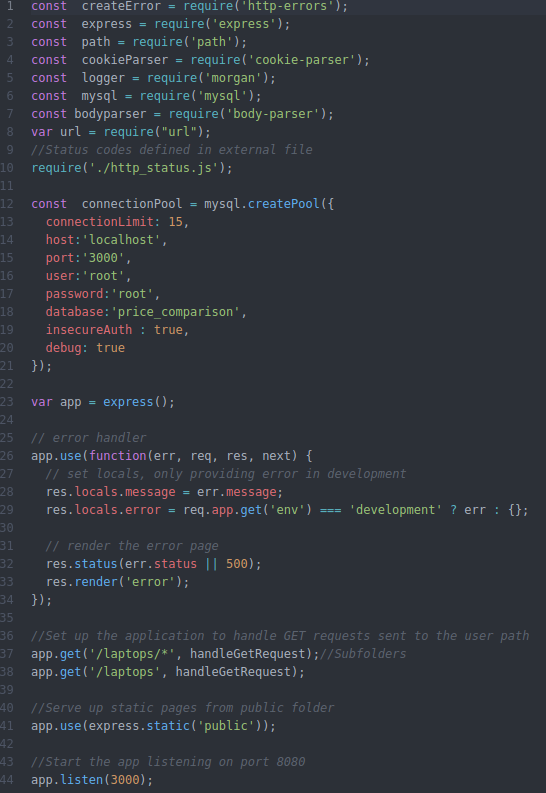 1 const  createError = require('http-errors');
2 const  express = require('express');
3 const  path = require('path');
4 const  cookieParser = require('cookie-parser');
5 const  logger = require('morgan');
6 const  mysql = require('mysql');
7 const bodyparser = require('body-parser');
8 var url = require("url");
9 //Status codes defined in external file
10 require('./http_status.js');
11
12 const  connectionPool = mysql.createPool({
13   connectionLimit: 15,
14   host:'localhost',
15   port:'3000',
16   user:'root',
17   password:'root',
18   database:'price_comparison',
19   insecureAuth : true,
20   debug: true
21 });
22
23 var app = express();
24
25 // error handler
26 app.use(function(err, req, res, next) {
27   // set locals, only providing error in development
28   res.locals.message = err.message;
29   res.locals.error = req.app.get('env') === 'development' ? err : {};
30
31   // render the error page
32   res.status(err.status || 500);
33   res.render('error');
34 });
35
36 //Set up the application to handle GET requests sent to the user path
37 app.get('/laptops/*', handleGetRequest);//Subfolders
38 app.get('/laptops', handleGetRequest);
39
40 //Serve up static pages from public folder
41 app.use(express.static('public'));
42
43 //Start the app listening on port 8080
44 app.listen(3000);